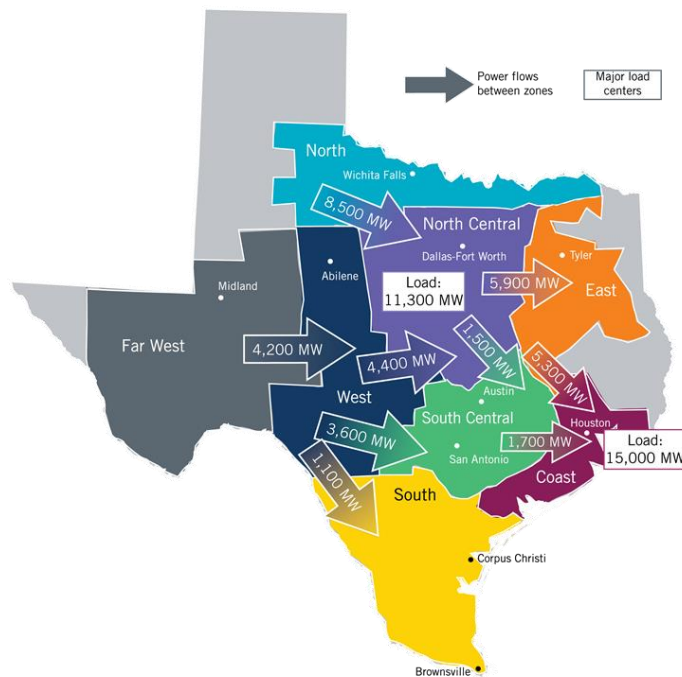 Power flows
between zones
Major load
centers
North
Wichita Falls
8,500 MW
North Central
Dallas-Fort Worth
Tyler
Abilene
Midland
Load:
11,300 MW
5,900 MW
East
Far West
4,200 MW
4,400 MW
1,500 MW
5,300 MW
West
Austin
South Central
Houston
3,600 MW
San Antonio
1,700 MW
Load:
15,000 MW
1,100 MW
Coast
South
Corpus Christi
Brownsville